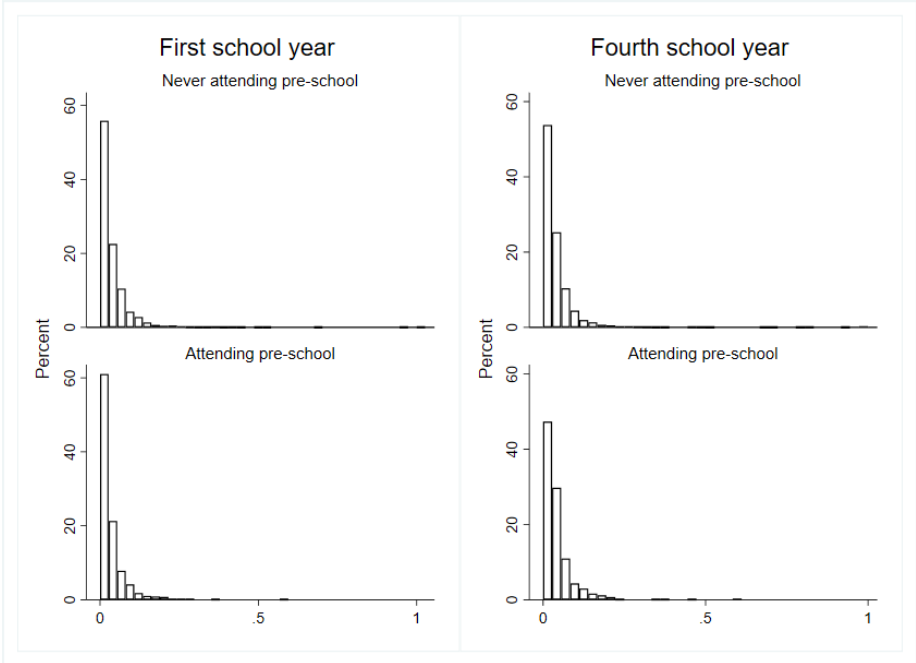 First school year
Never attending pre-school
60
40
20
0
Percent
Attending pre-school
60
40
20
0
0 .5 1
Fourth school year
Never attending pre-school
60
40
20
0
Percent
Attending pre-school
60
40
20
0
0 .5 1